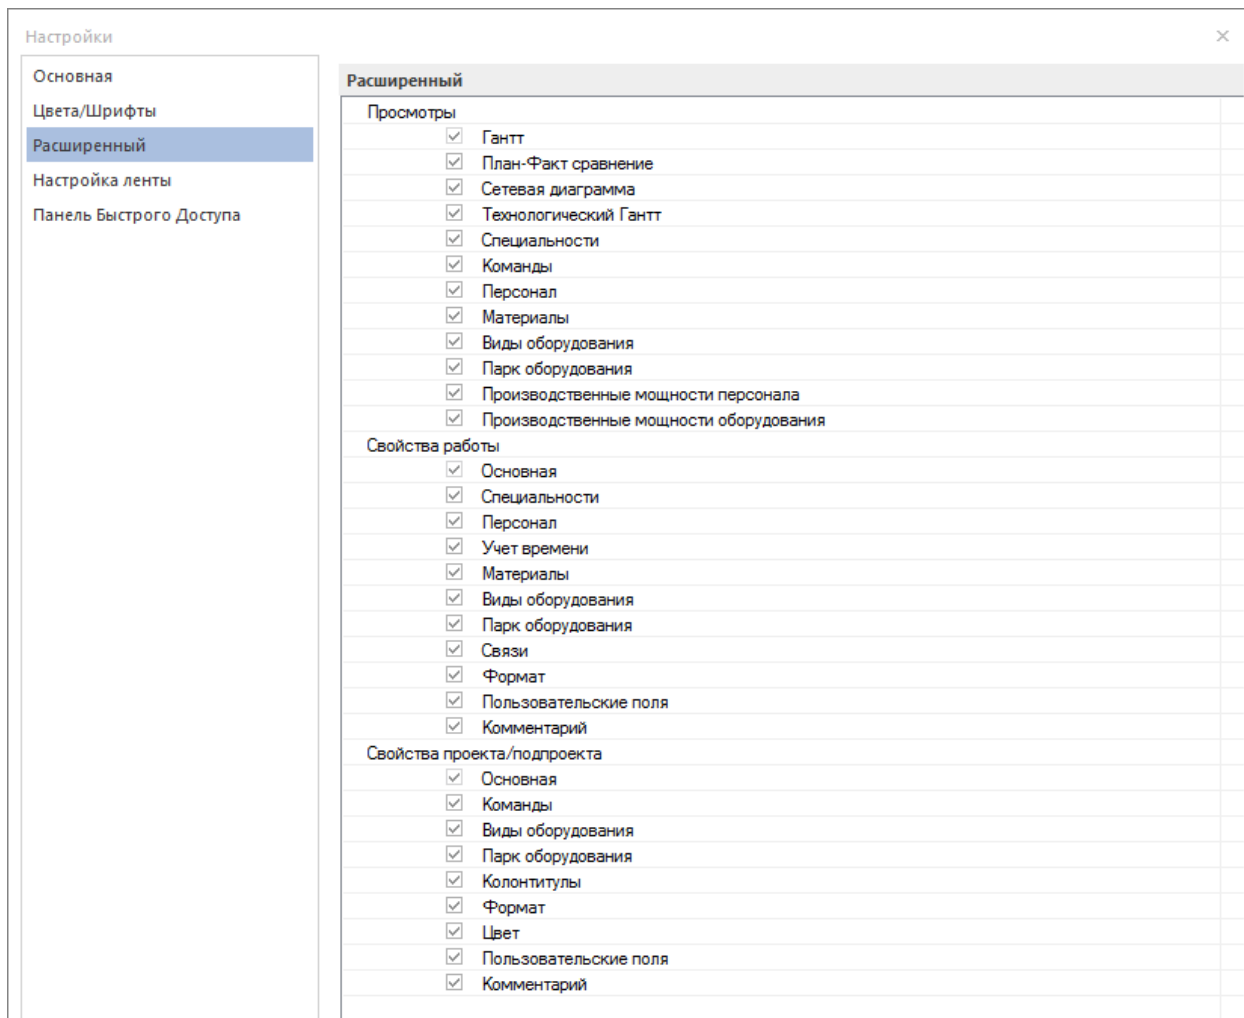 Настройки
Основная
Цвета/Шрифты
Расширенный
Настройка ленты
Панель Быстрого Доступа
Расширенный
Просмотры
Гантт
План-Факт сравнение
Сетевая диаграмма
Технологический Гантт
Специальности
Команды
Персонал
Материалы
Виды оборудования
Парк оборудования
Производственные мощности персонала
Производственные мощности оборудования
Свойства работы
Основная
Специальности
Персонал
Учет времени
Материалы
Виды оборудования
Парк оборудования
Связи
Формат
Пользовательские поля
Комментарий
Свойства проекта/подпроекта
Основная
Команды
Виды оборудования
Парк оборудования
Колонтитулы
Формат
Цвет
Пользовательские поля
Комментарий